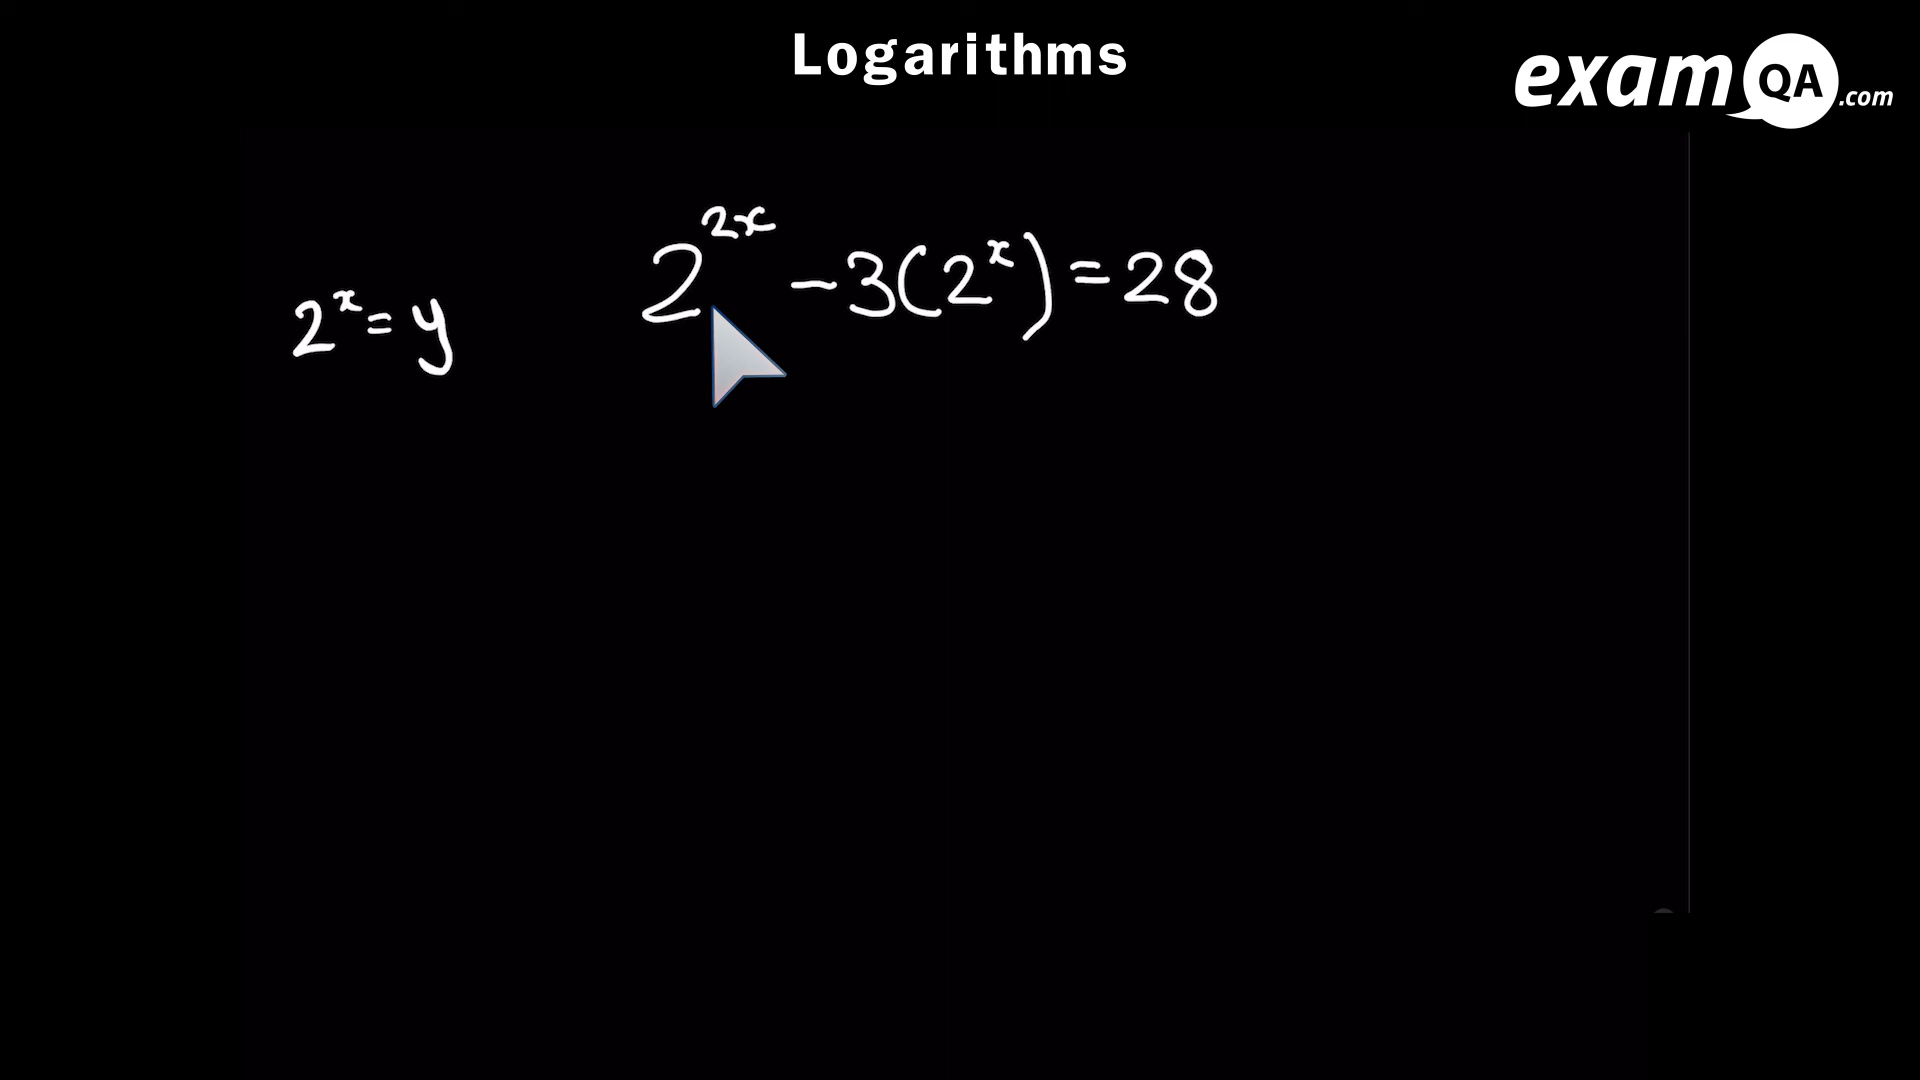 Logarithms
examQA.com
2^{2x} - 3(2^x) = 28
2^x = y